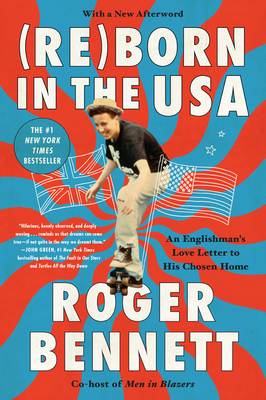 With a New Afterword
(RE)BORN
IN THE USA
THE #1
NEW YORK
TIMES
BESTSELLER
"Hilarious, keenly observed, and deeply
moving . . . reminds us that dreams can come
true—if not quite in the way we dreamt them."
—JOHN GREEN, #1 New York Times
bestselling author of The Fault in Our Stars
and Turtles All the Way Down
An Englishman's
Love Letter to
His Chosen Home
ROGER
BENNETT
Co-host of Men in Blazers